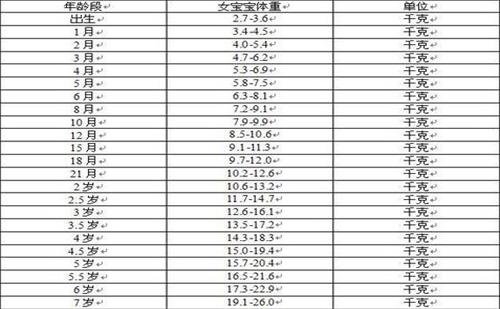 年龄段 女宝宝体重 单位
出生 2.7-3.6 千克
1月 3.4-4.5 千克
2月 4.0-5.4 千克
3月 4.7-6.2 千克
4月 5.3-6.9 千克
5月 5.8-7.5 千克
6月 6.3-8.1 千克
8月 7.2-9.1 千克
10月 7.9-9.9 千克
12月 8.5-10.6 千克
15月 9.1-11.3 千克
18月 9.7-12.0 千克
21月 10.2-12.6 千克
2岁 10.6-13.2 千克
2.5岁 11.7-14.7 千克
3岁 12.6-16.1 千克
3.5岁 13.5-17.2 千克
4岁 14.3-18.3 千克
4.5岁 15.0-19.4 千克
5岁 15.7-20.4 千克
5.5岁 16.5-21.6 千克
6岁 17.3-22.9 千克
7岁 19.1-26.0 千克